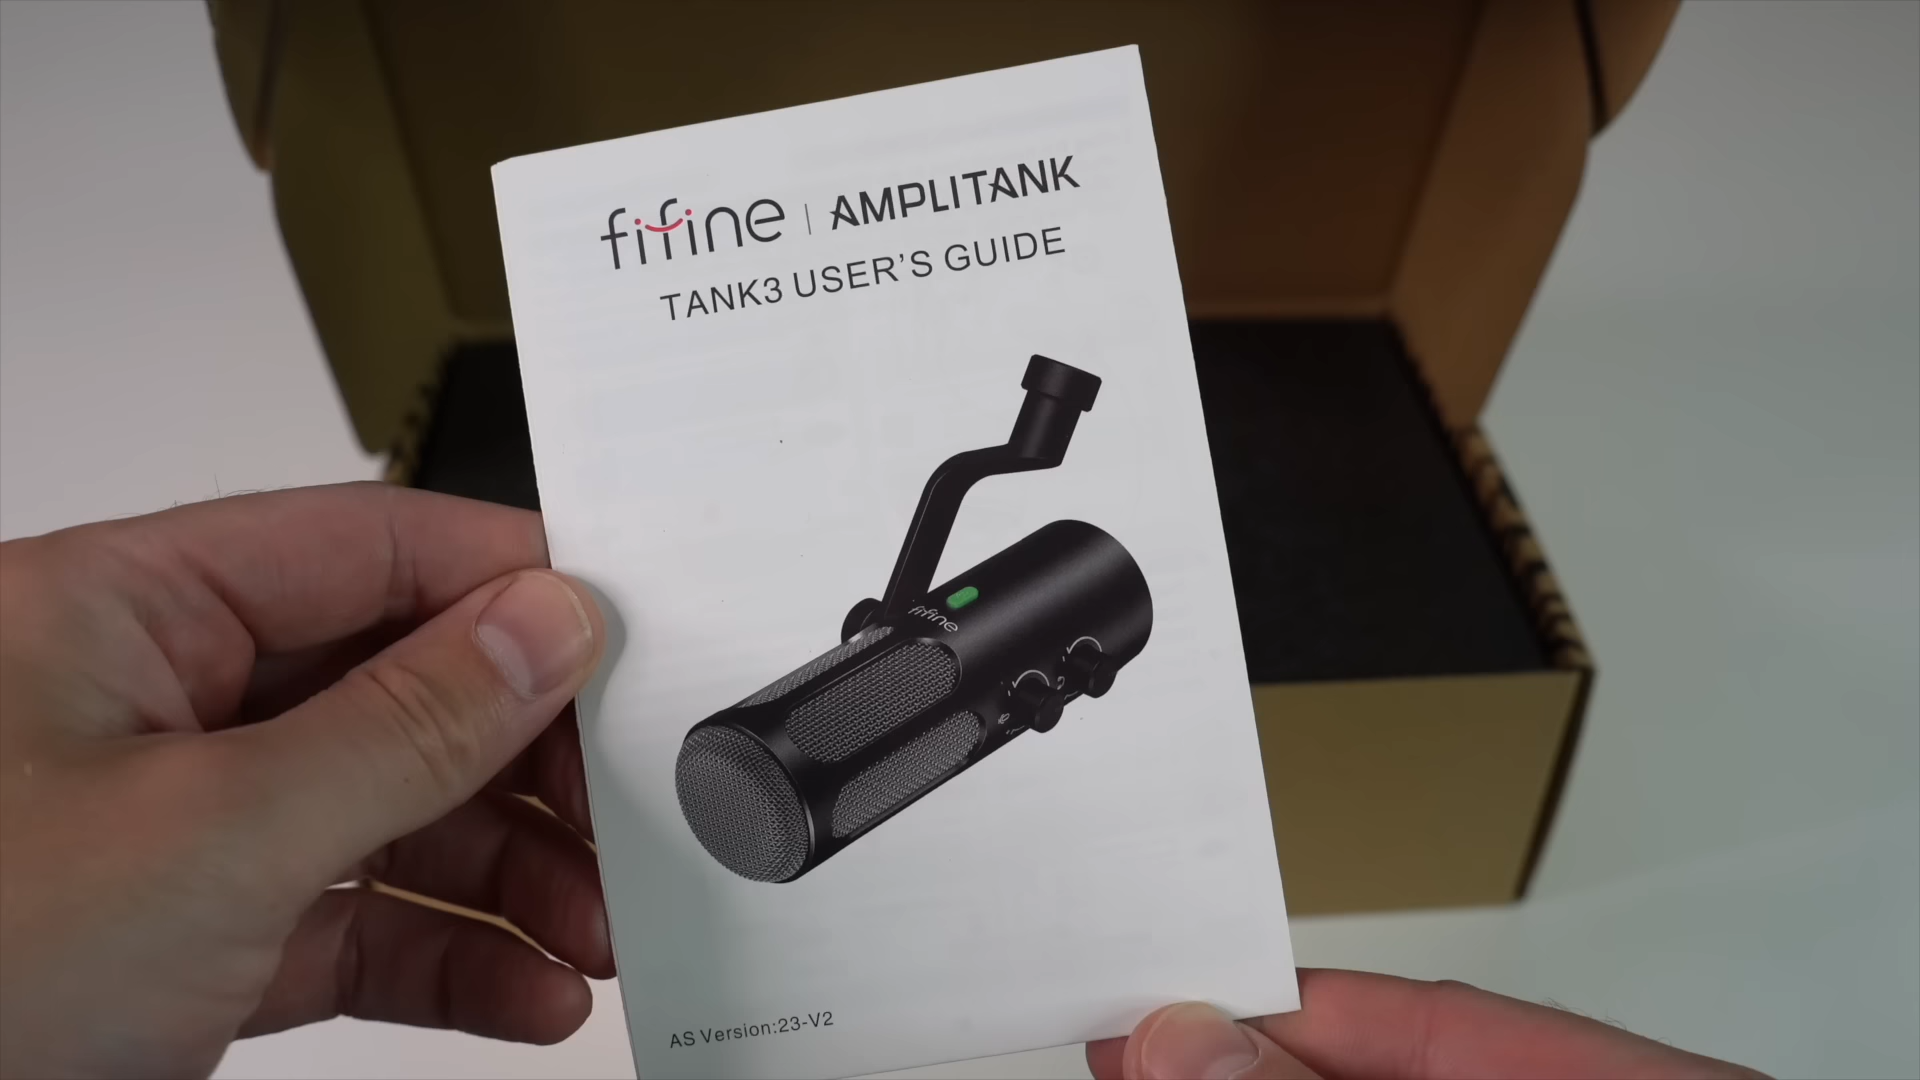 fifine | AMPLITANK
TANK3 USER'S GUIDE
fifine
AS Version:23-V2